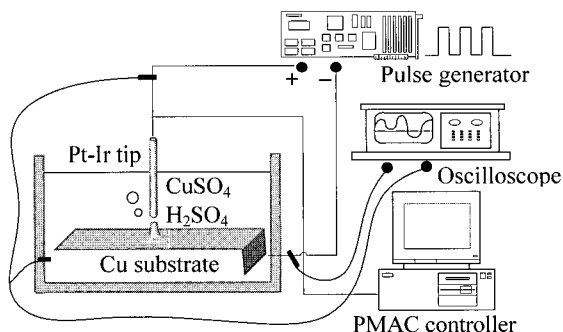 + −
Pulse generator
Pt-Ir tip
CuSO₄
H₂SO₄
Oscilloscope
Cu substrate
PMAC controller